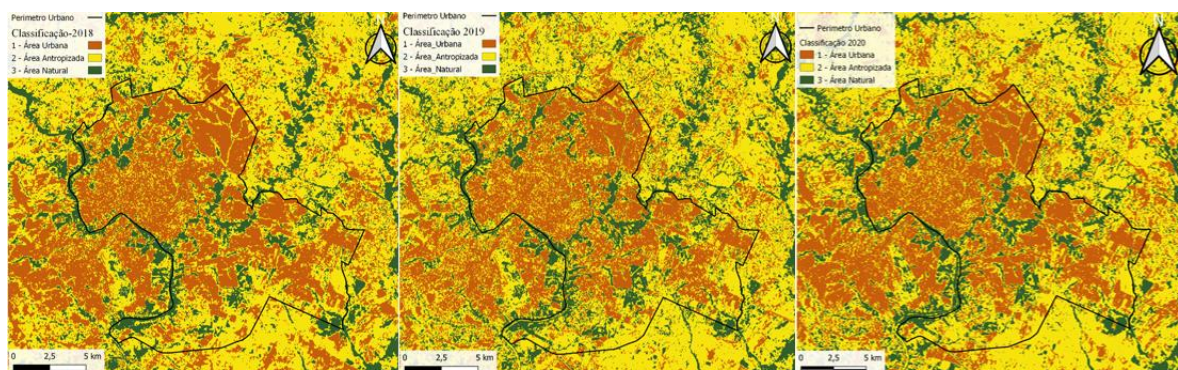 Perimetro Urbano
Classificação-2018
1 - Área Urbana
2 - Área Antropizada
3 - Área Natural
0 2,5 5 km
Perimetro Urbano
Classificação 2019
1 - Área_Urbana
2 - Área_Antropizada
3 - Área_Natural
0 2,5 5 km
Perimetro Urbano
Classificação 2020
1 - Área Urbana
2 - Área Antropizada
3 - Área Natural
0 2,5 5 km